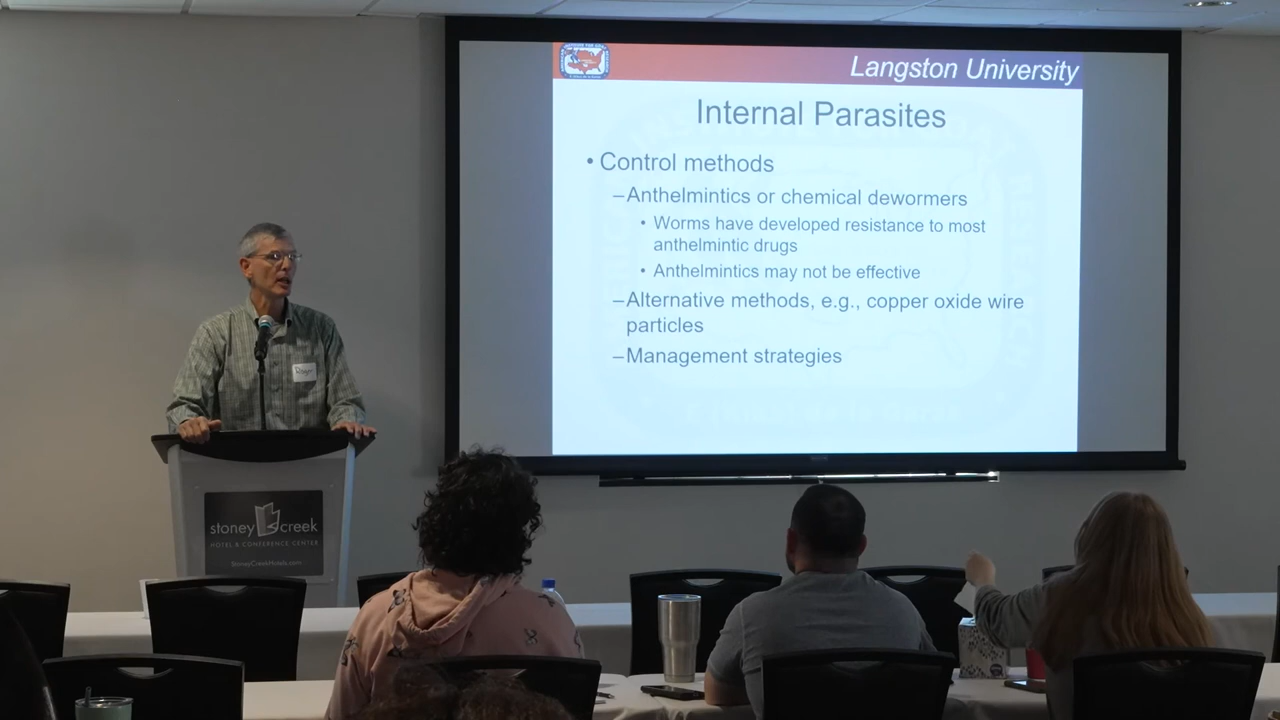 Langston University
Internal Parasites
• Control methods
–Anthelmintics or chemical dewormers
• Worms have developed resistance to most
anthelmintic drugs
• Anthelmintics may not be effective
–Alternative methods, e.g., copper oxide wire
particles
–Management strategies
stoney creek
HOTEL & CONFERENCE CENTER
StoneyCreekHotels.com